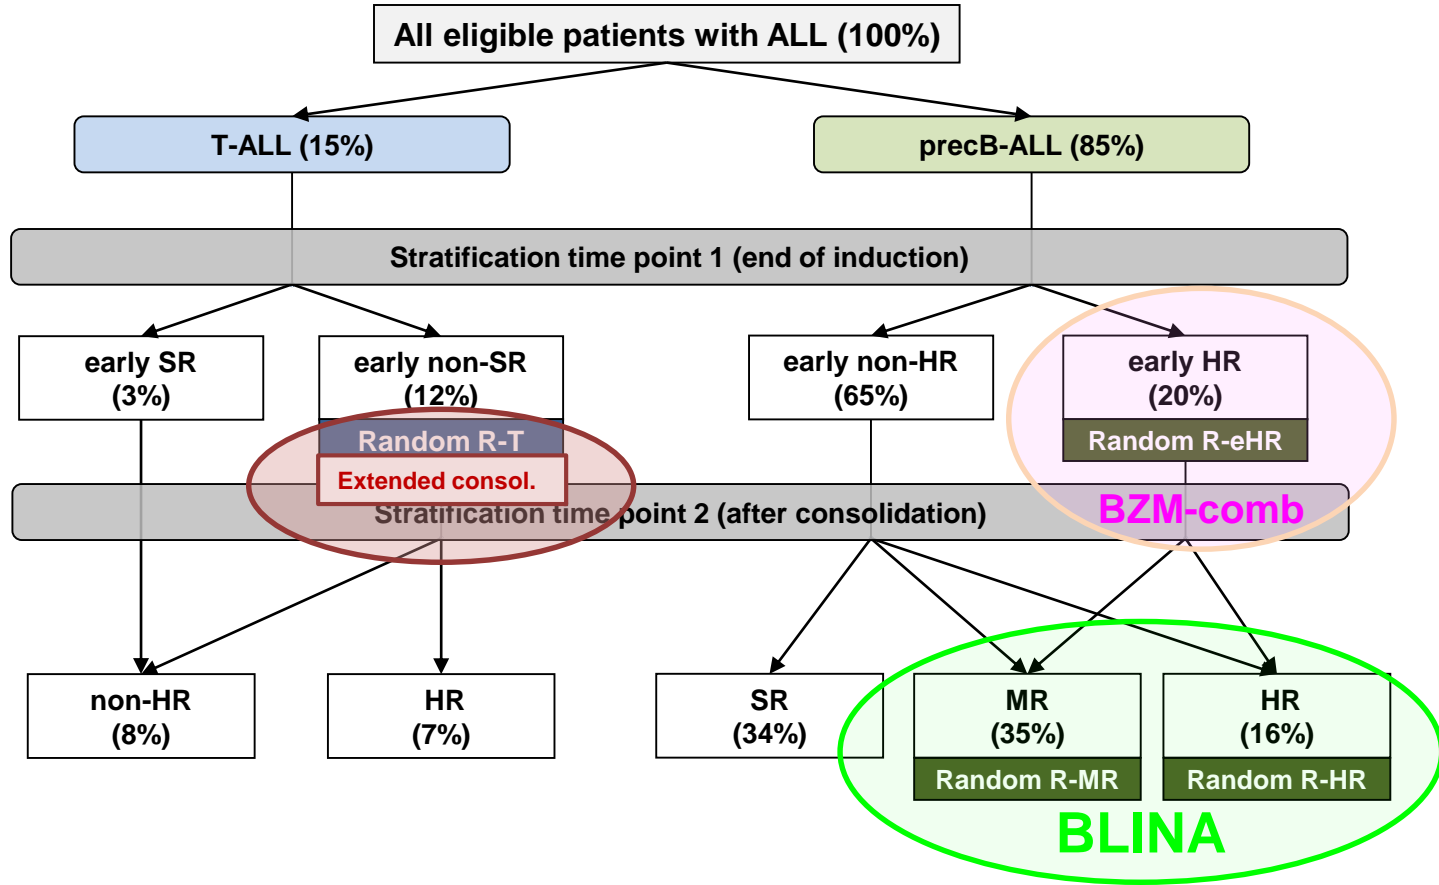 All eligible patients with ALL (100%)
T-ALL (15%)
precB-ALL (85%)
Stratification time point 1 (end of induction)
early SR
(3%)
early non-SR
(12%)
Random R-T
Extended consol.
early non-HR
(65%)
early HR
(20%)
Random R-eHR
BZM-comb
Stratification time point 2 (after consolidation)
non-HR
(8%)
HR
(7%)
SR
(34%)
MR
(35%)
Random R-MR
HR
(16%)
Random R-HR
BLINA